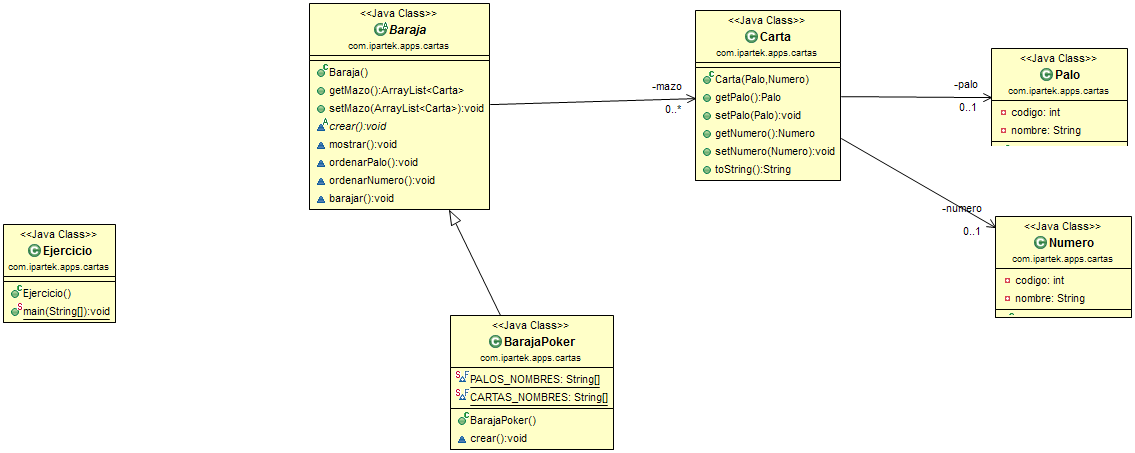 <<Java Class>>
Baraja
com.ipartek.apps.cartas
Baraja()
getMazo():ArrayList<Carta>
setMazo(ArrayList<Carta>):void
crear():void
mostrar():void
ordenarPalo():void
ordenarNumero():void
barajar():void
-mazo
0..*
<<Java Class>>
Carta
com.ipartek.apps.cartas
Carta(Palo,Numero)
getPalo():Palo
setPalo(Palo):void
getNumero():Numero
setNumero(Numero):void
toString():String
-palo
0..1
<<Java Class>>
Palo
com.ipartek.apps.cartas
codigo: int
nombre: String
-numero
0..1
<<Java Class>>
Numero
com.ipartek.apps.cartas
codigo: int
nombre: String
<<Java Class>>
Ejercicio
com.ipartek.apps.cartas
Ejercicio()
main(String[]):void
<<Java Class>>
BarajaPoker
com.ipartek.apps.cartas
PALOS_NOMBRES: String[]
CARTAS_NOMBRES: String[]
BarajaPoker()
crear():void